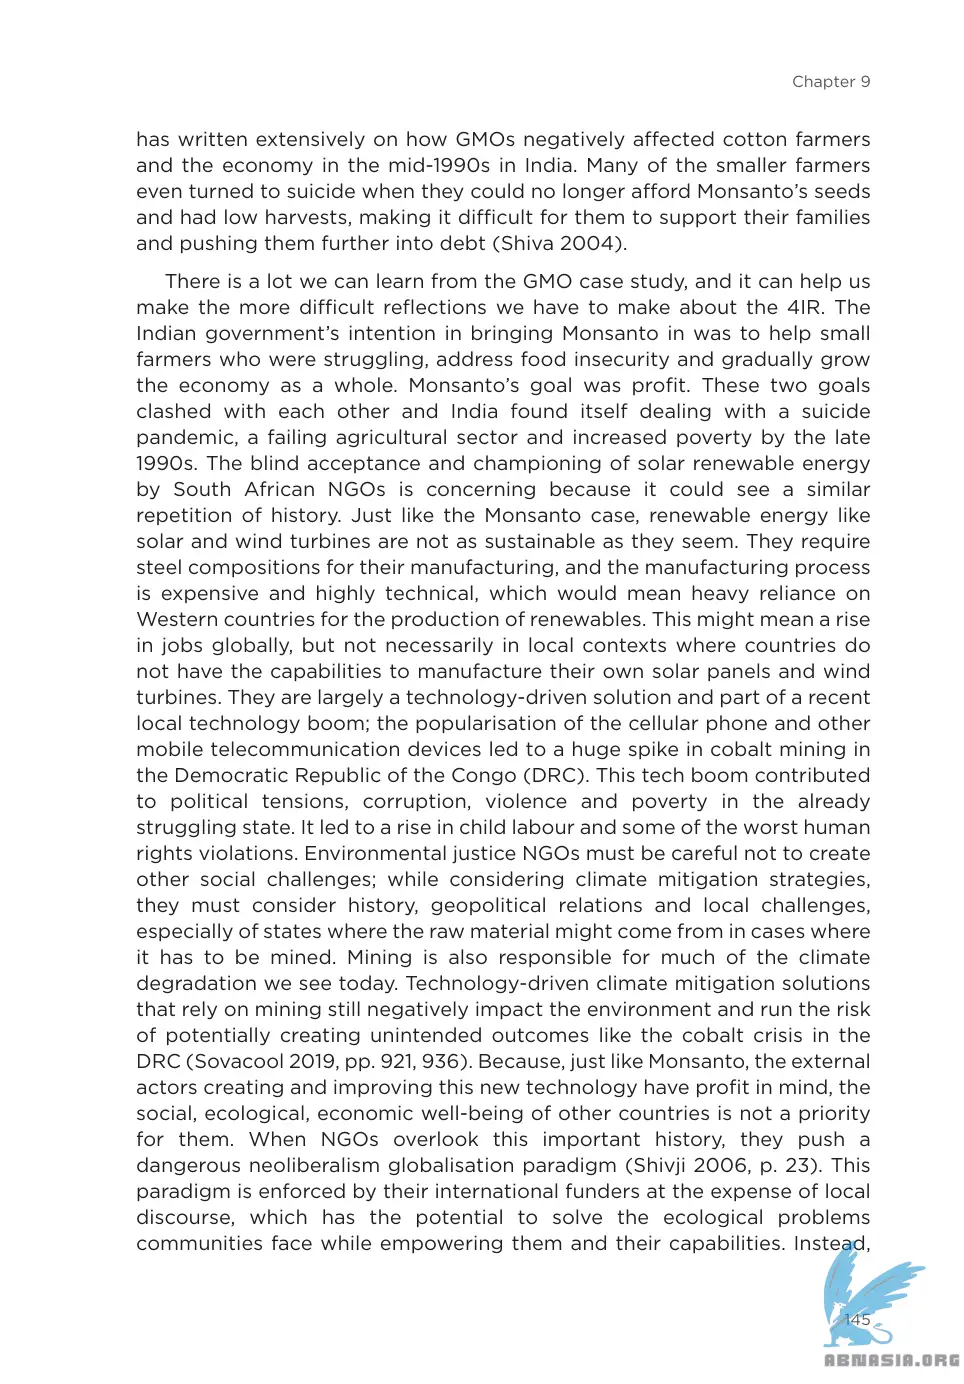 Chapter 9
has written extensively on how GMOs negatively affected cotton farmers
and the economy in the mid-1990s in India. Many of the smaller farmers
even turned to suicide when they could no longer afford Monsanto’s seeds
and had low harvests, making it difficult for them to support their families
and pushing them further into debt (Shiva 2004).
There is a lot we can learn from the GMO case study, and it can help us
make the more difficult reflections we have to make about the 4IR. The
Indian government’s intention in bringing Monsanto in was to help small
farmers who were struggling, address food insecurity and gradually grow
the economy as a whole. Monsanto’s goal was profit. These two goals
clashed with each other and India found itself dealing with a suicide
pandemic, a failing agricultural sector and increased poverty by the late
1990s. The blind acceptance and championing of solar renewable energy
by South African NGOs is concerning because it could see a similar
repetition of history. Just like the Monsanto case, renewable energy like
solar and wind turbines are not as sustainable as they seem. They require
steel compositions for their manufacturing, and the manufacturing process
is expensive and highly technical, which would mean heavy reliance on
Western countries for the production of renewables. This might mean a rise
in jobs globally, but not necessarily in local contexts where countries do
not have the capabilities to manufacture their own solar panels and wind
turbines. They are largely a technology-driven solution and part of a recent
local technology boom; the popularisation of the cellular phone and other
mobile telecommunication devices led to a huge spike in cobalt mining in
the Democratic Republic of the Congo (DRC). This tech boom contributed
to political tensions, corruption, violence and poverty in the already
struggling state. It led to a rise in child labour and some of the worst human
rights violations. Environmental justice NGOs must be careful not to create
other social challenges; while considering climate mitigation strategies,
they must consider history, geopolitical relations and local challenges,
especially of states where the raw material might come from in cases where
it has to be mined. Mining is also responsible for much of the climate
degradation we see today. Technology-driven climate mitigation solutions
that rely on mining still negatively impact the environment and run the risk
of potentially creating unintended outcomes like the cobalt crisis in the
DRC (Sovacool 2019, pp. 921, 936). Because, just like Monsanto, the external
actors creating and improving this new technology have profit in mind, the
social, ecological, economic well-being of other countries is not a priority
for them. When NGOs overlook this important history, they push a
dangerous neoliberalism globalisation paradigm (Shivji 2006, p. 23). This
paradigm is enforced by their international funders at the expense of local
discourse, which has the potential to solve the ecological problems
communities face while empowering them and their capabilities. Instead,
145
ABNASIA.ORG